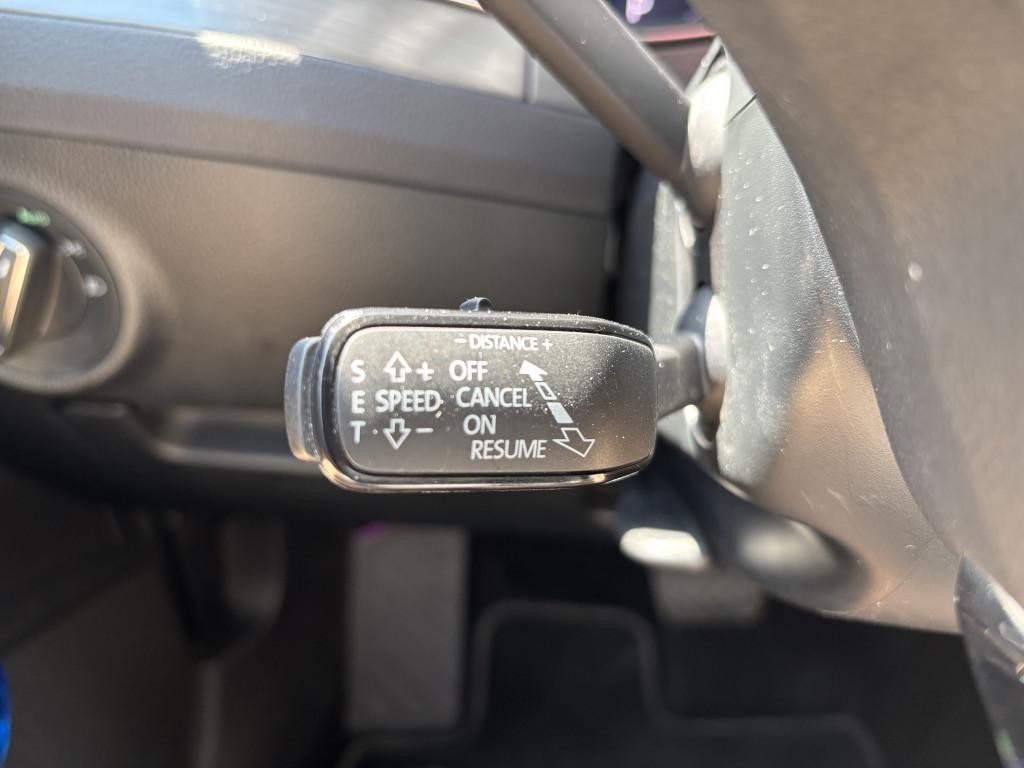 - DISTANCE +
S + OFF
E SPEED CANCEL
T - ON
RESUME